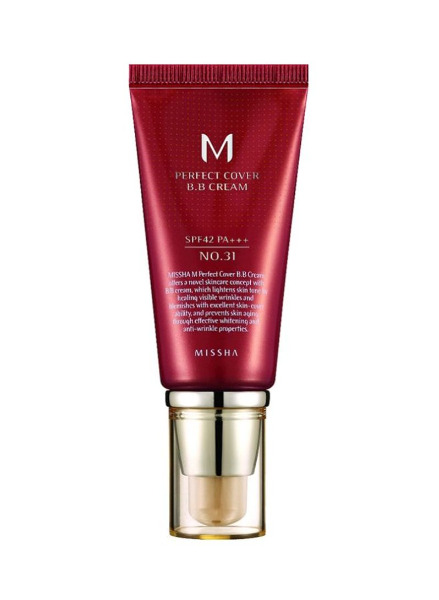 M
PERFECT COVER
B.B CREAM
SPF42 PA+++
NO.31
MISSHA M Perfect Cover B.B Cream
offers a novel skincare concept with
B.B cream, which lightens skin tone by
healing visible wrinkles and
blemishes with excellent skin-cover
ability, and prevents skin aging
through effective whitening and
anti-wrinkle properties.
MISSHA